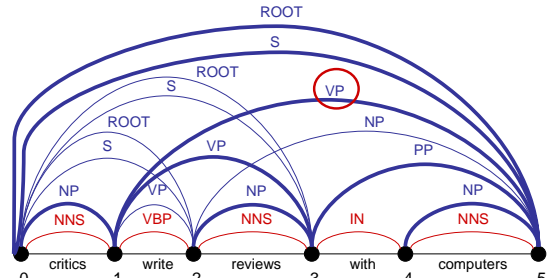 ROOT
S
ROOT
S
VP
ROOT
NP
S
VP
PP
NP
VP
NP
NP
NNS
VBP
NNS
IN
NNS
critics write reviews with computers
0 1 2 3 4 5